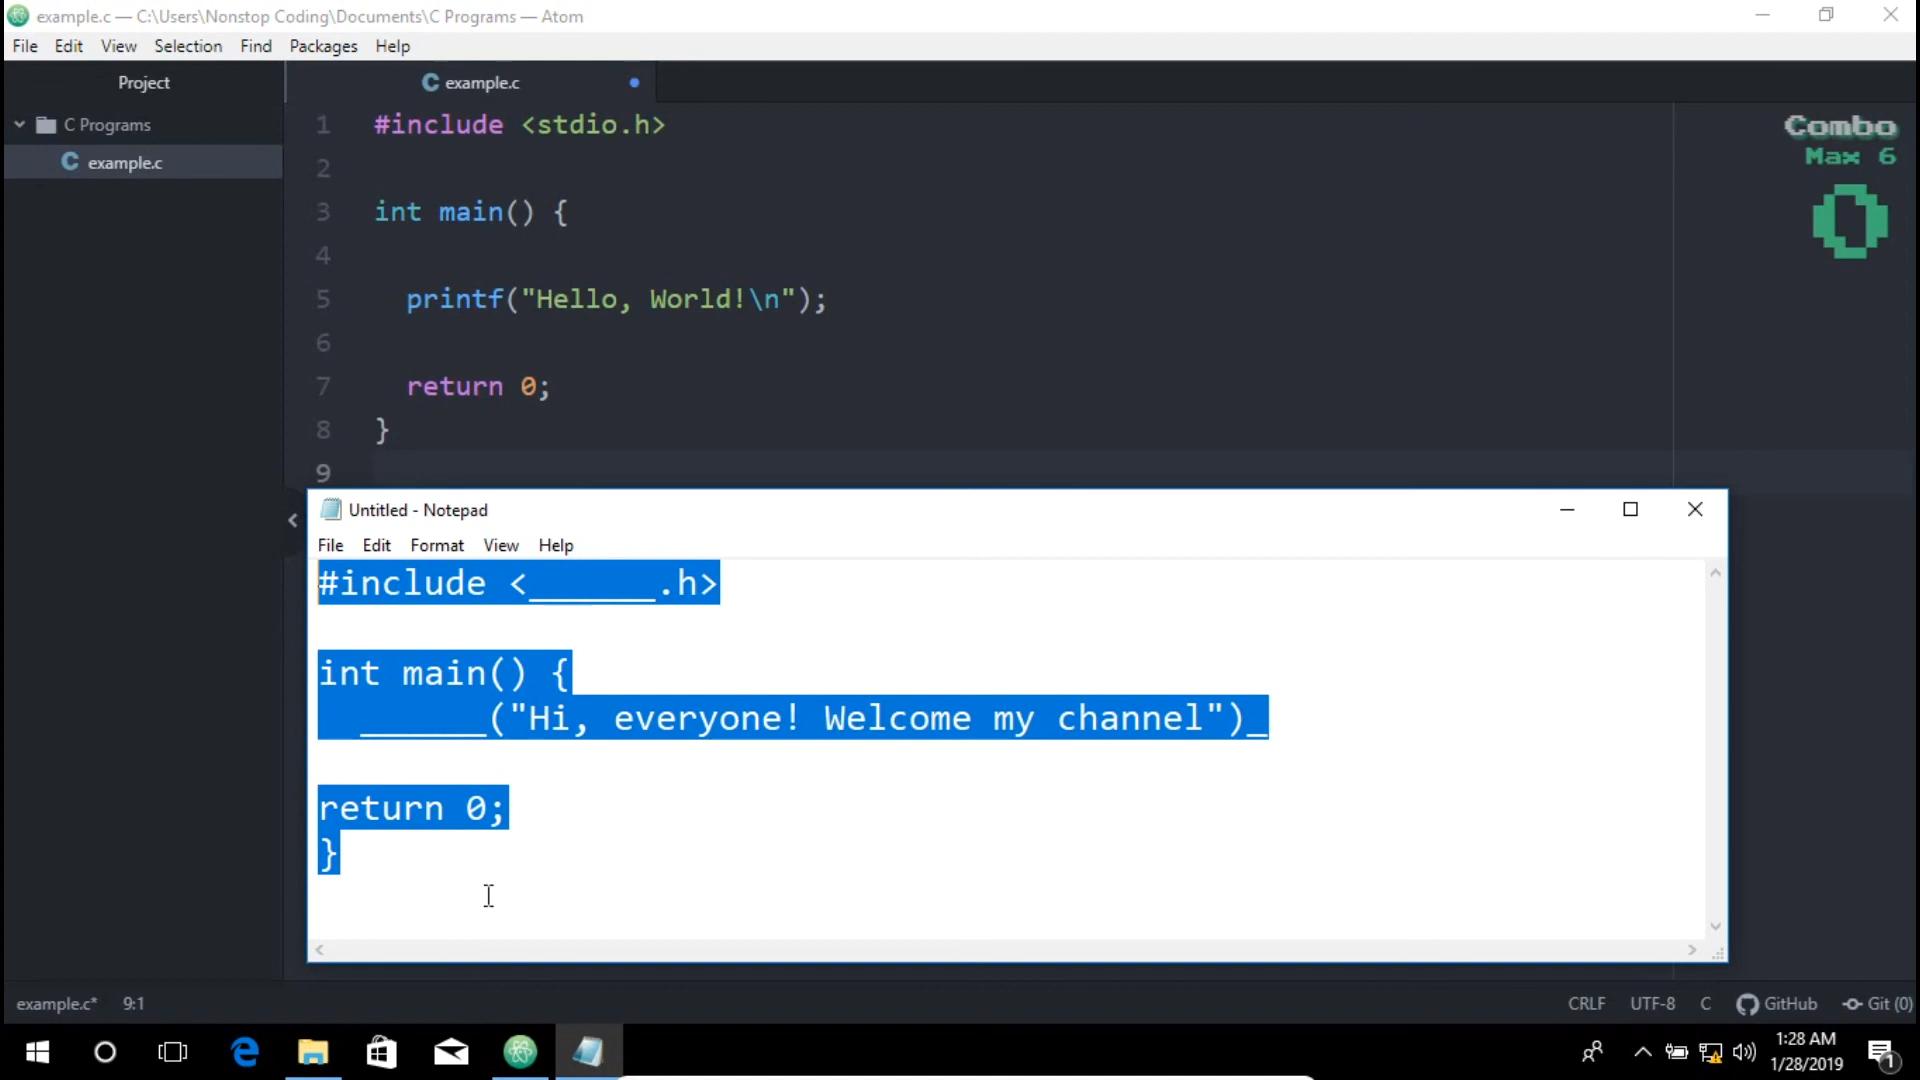 example.c — C:\Users\Nonstop Coding\Documents\C Programs — Atom
File Edit View Selection Find Packages Help
Project
C Programs
example.c
example.c
1 #include <stdio.h>
2
3 int main() {
4
5 printf("Hello, World!\n");
6
7 return 0;
8 }
9
Combo
Max 6
0
Untitled - Notepad
File Edit Format View Help
#include <______.h>
int main() {
______("Hi, everyone! Welcome my channel")_
return 0;
}
example.c* 9:1
CRLF UTF-8 C GitHub Git (0)
1:28 AM
1/28/2019
1